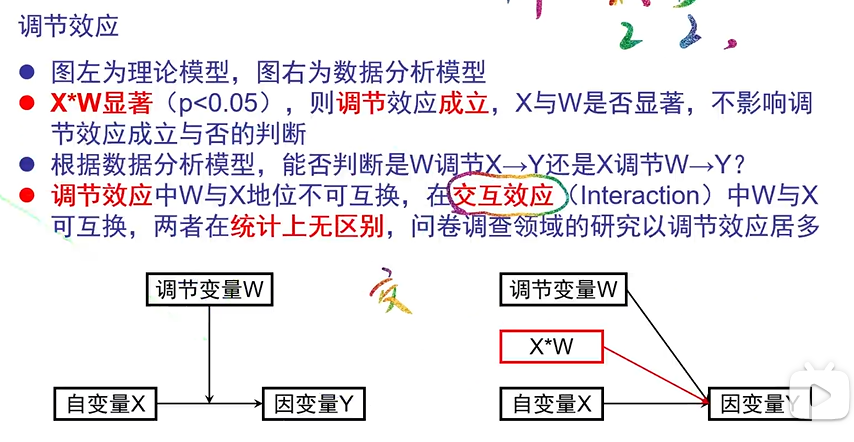 调节效应
2 2 .
图左为理论模型，图右为数据分析模型
X*W显著（p<0.05），则调节效应成立，X与W是否显著，不影响调
节效应成立与否的判断
根据数据分析模型，能否判断是W调节X→Y还是X调节W→Y？
调节效应中W与X地位不可互换，在交互效应（Interaction）中W与X
可互换，两者在统计上无区别，问卷调查领域的研究以调节效应居多
调节变量W
自变量X
因变量Y
调节变量W
X*W
自变量X
因变量Y